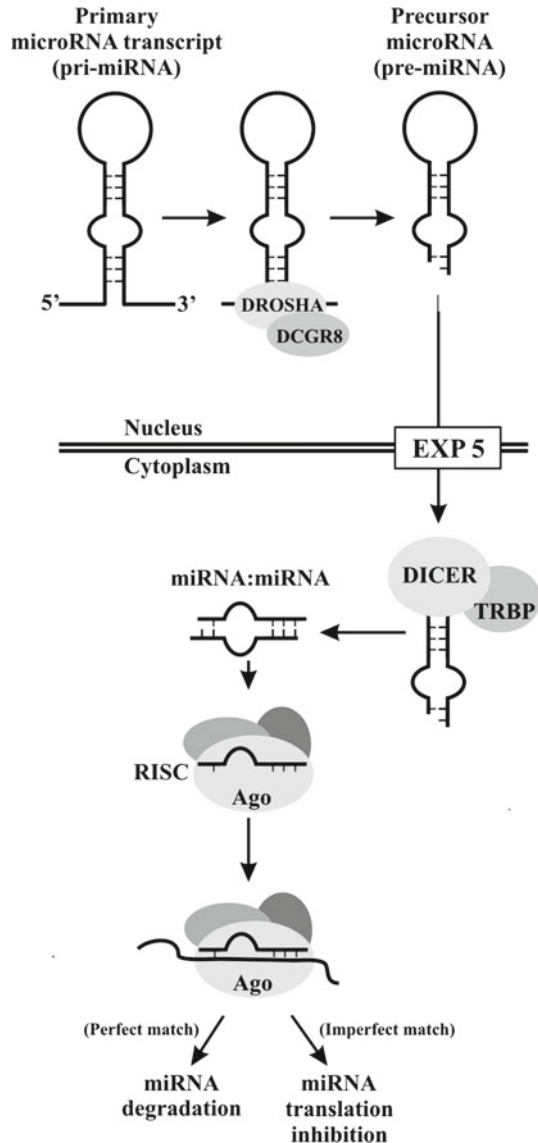 Primary
microRNA transcript
(pri-miRNA)
Precursor
microRNA
(pre-miRNA)
5’
3’
DROSHA
DCGR8
Nucleus
Cytoplasm
EXP 5
DICER
TRBP
miRNA:miRNA
RISC
Ago
Ago
(Perfect match)
(Imperfect match)
miRNA
degradation
miRNA
translation
inhibition